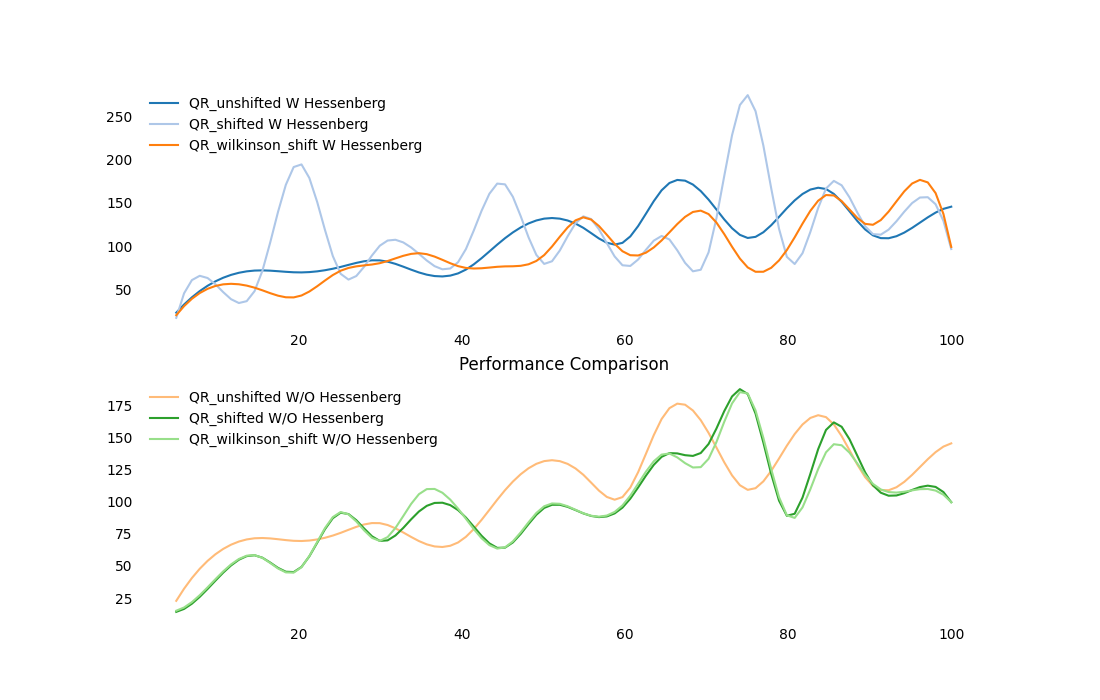 QR_unshifted W Hessenberg
QR_shifted W Hessenberg
QR_wilkinson_shift W Hessenberg
250
200
150
100
50
20 40 60 80 100
Performance Comparison
QR_unshifted W/O Hessenberg
QR_shifted W/O Hessenberg
QR_wilkinson_shift W/O Hessenberg
175
150
125
100
75
50
25
20 40 60 80 100